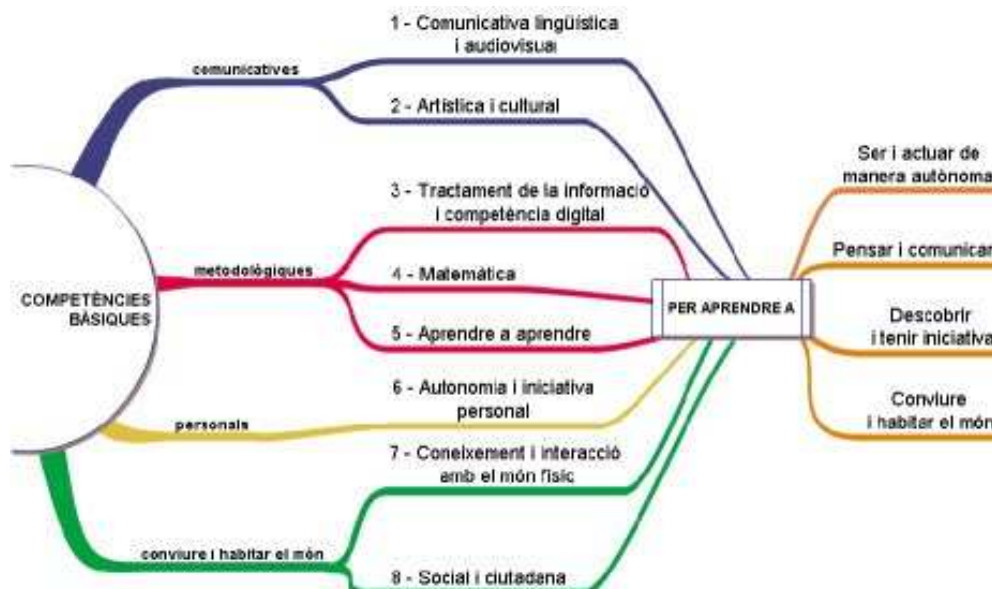 1 - Comunicativa lingüística
i audiovisual
comunicatives
2 - Artística i cultural
3 - Tractament de la informació
i competència digital
metodològiques
4 - Matemàtica
5 - Aprendre a aprendre
COMPETÈNCIES
BÀSIQUES
6 - Autonomia i iniciativa
personal
personals
7 - Coneixement i interacció
amb el món físic
conviure i habitar el món
8 - Social i ciutadana
PER APRENDRE A
Ser i actuar de
manera autònoma
Pensar i comunicar
Descobrir
i tenir iniciativa
Conviure
i habitar el món